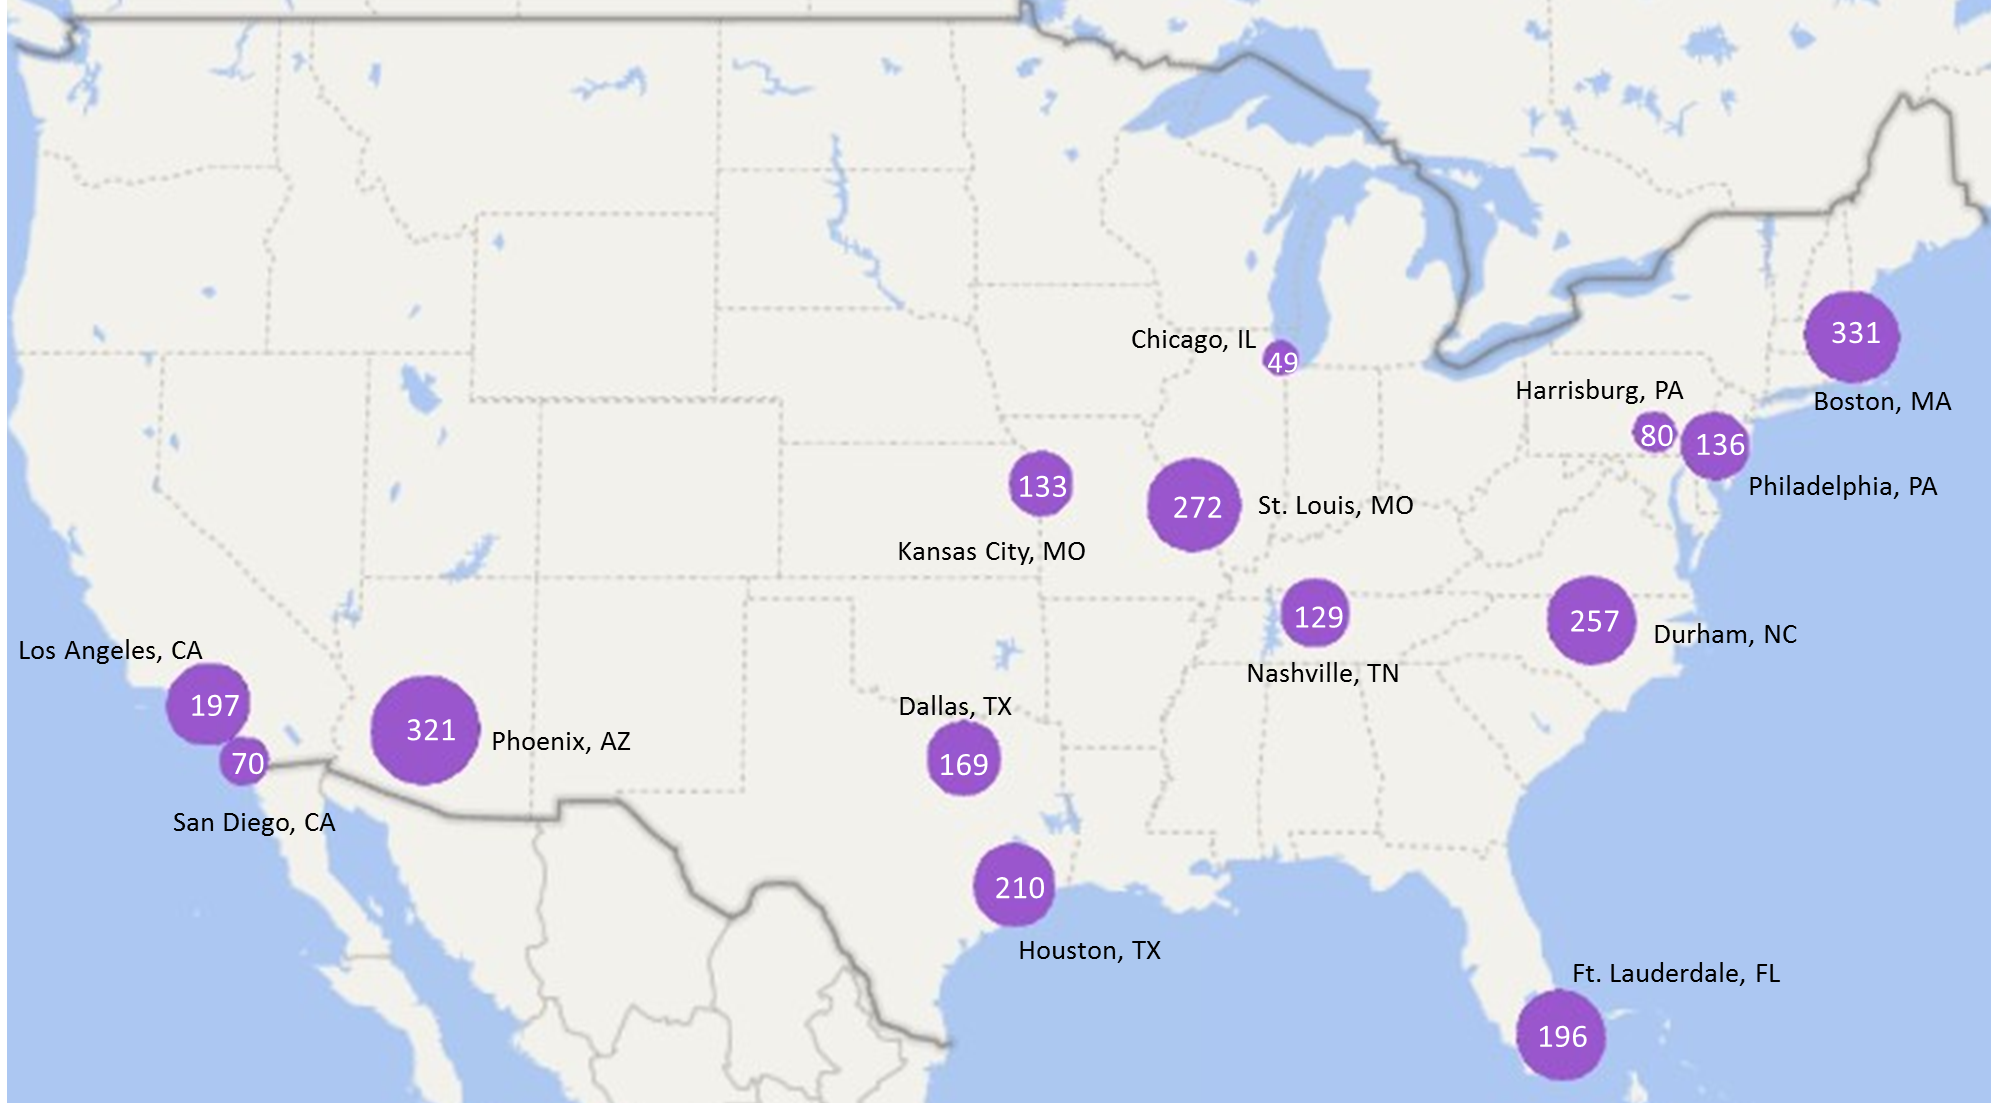 Chicago, IL
49
331
Boston, MA
Harrisburg, PA
80
136
Philadelphia, PA
133
Kansas City, MO
272
St. Louis, MO
129
Nashville, TN
257
Durham, NC
Los Angeles, CA
197
70
San Diego, CA
321
Phoenix, AZ
Dallas, TX
169
210
Houston, TX
Ft. Lauderdale, FL
196